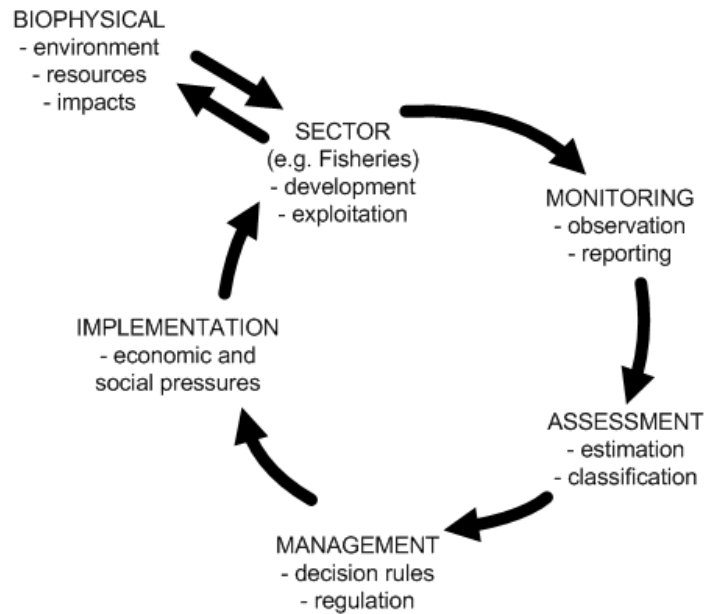 BIOPHYSICAL
- environment
- resources
- impacts
SECTOR
(e.g. Fisheries)
- development
- exploitation
MONITORING
- observation
- reporting
ASSESSMENT
- estimation
- classification
MANAGEMENT
- decision rules
- regulation
IMPLEMENTATION
- economic and
social pressures